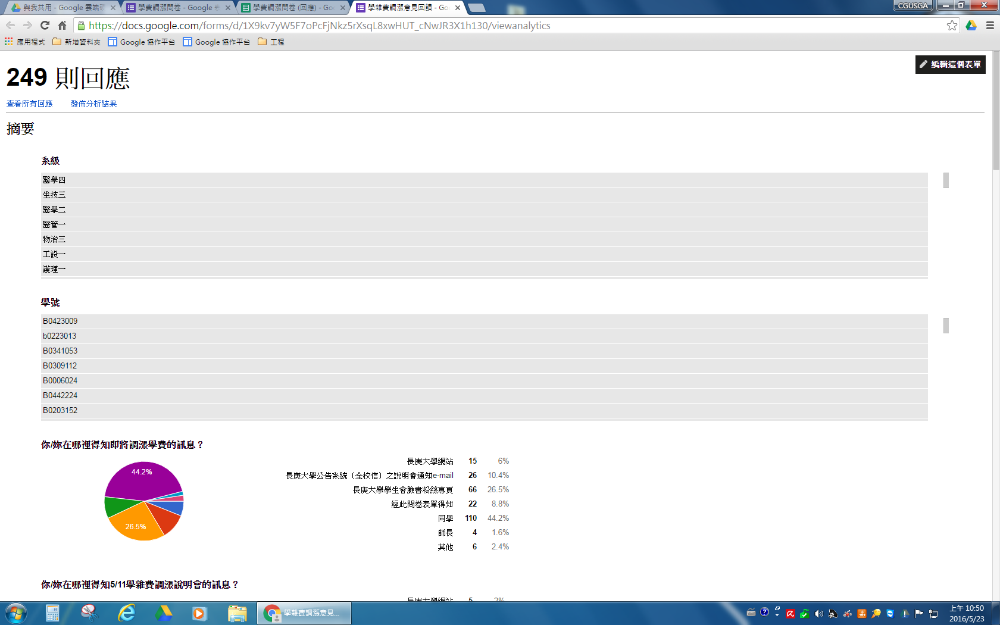 與我共用 - Google 雲端硬
學費調漲問卷 - Google 表
學費調漲問卷 (回應) - Go
學雜費調漲意見回饋 - Go
CGUSGA
https://docs.google.com/forms/d/1X9kv7yW5F7oPcFjNkz5rXsqL8xwHUT_cNwJR3X1h130/viewanalytics
應用程式 新增資料夾 Google 協作平台 Google 協作平台 工程
249 則回應
編輯這個表單
查看所有回應 發佈分析結果
摘要
系級
醫學四
生技三
醫學二
醫管一
物治三
工設一
護理一
學號
B0423009
b0223013
B0341053
B0309112
B0006024
B0442224
B0203152
你/妳在哪裡得知即將調漲學費的訊息？
44.2%
26.5%
長庚大學網站 15 6%
長庚大學公告系統〔全校信〕之說明會通知e-mail 26 10.4%
長庚大學學生會臉書粉絲專頁 66 26.5%
經此問卷表單得知 22 8.8%
同學 110 44.2%
師長 4 1.6%
其他 6 2.4%
你/妳在哪裡得知5/11學雜費調漲說明會的訊息？
長庚大學網站 5 2%
學雜費調漲意見...
上午 10:50
2016/5/23